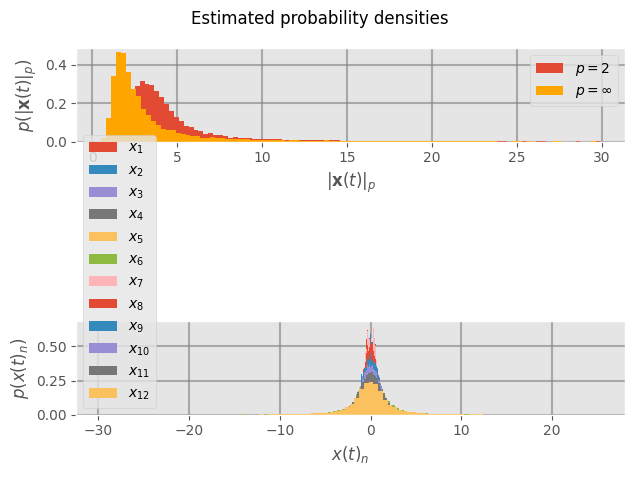 Estimated probability densities
p(|x(t)|_p)
0.4
0.2
0.0
p = 2
p = ∞
0 5 10 15 20 25 30
|x(t)|_p
x_1
x_2
x_3
x_4
x_5
x_6
x_7
x_8
x_9
x_10
x_11
x_12
p(x(t)_n)
0.50
0.25
0.00
−30 −20 −10 0 10 20
x(t)_n